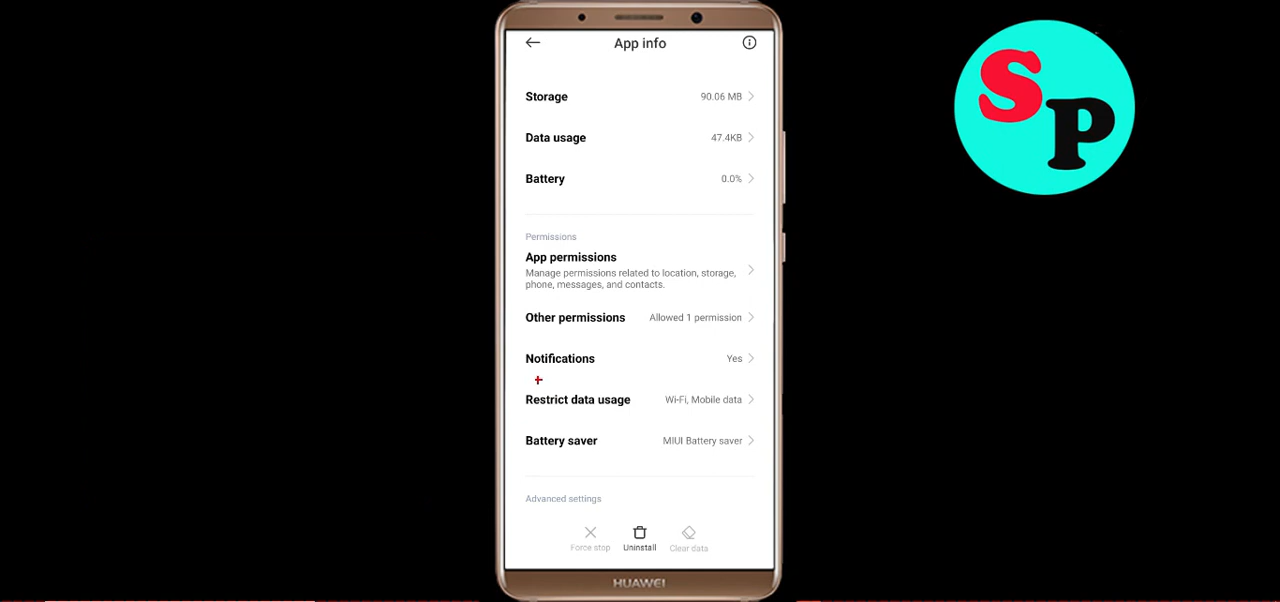 App info
Storage 90.06 MB
Data usage 47.4KB
Battery 0.0%
Permissions
App permissions
Manage permissions related to location, storage,
phone, messages, and contacts.
Other permissions Allowed 1 permission
Notifications Yes
Restrict data usage Wi-Fi, Mobile data
Battery saver MIUI Battery saver
Advanced settings
Force stop Uninstall Clear data
HUAWEI
SP